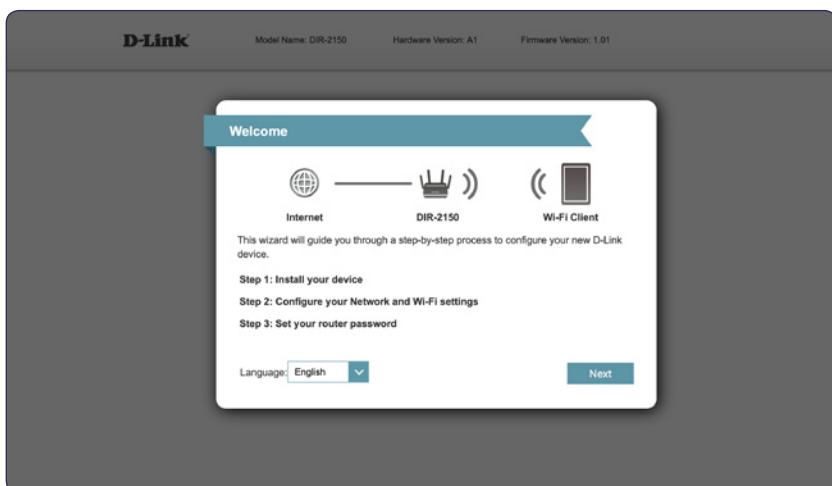 D-Link Model Name: DIR-2150 Hardware Version: A1 Firmware Version: 1.01
Welcome
Internet DIR-2150 Wi-Fi Client
This wizard will guide you through a step-by-step process to configure your new D-Link
device.
Step 1: Install your device
Step 2: Configure your Network and Wi-Fi settings
Step 3: Set your router password
Language: English Next